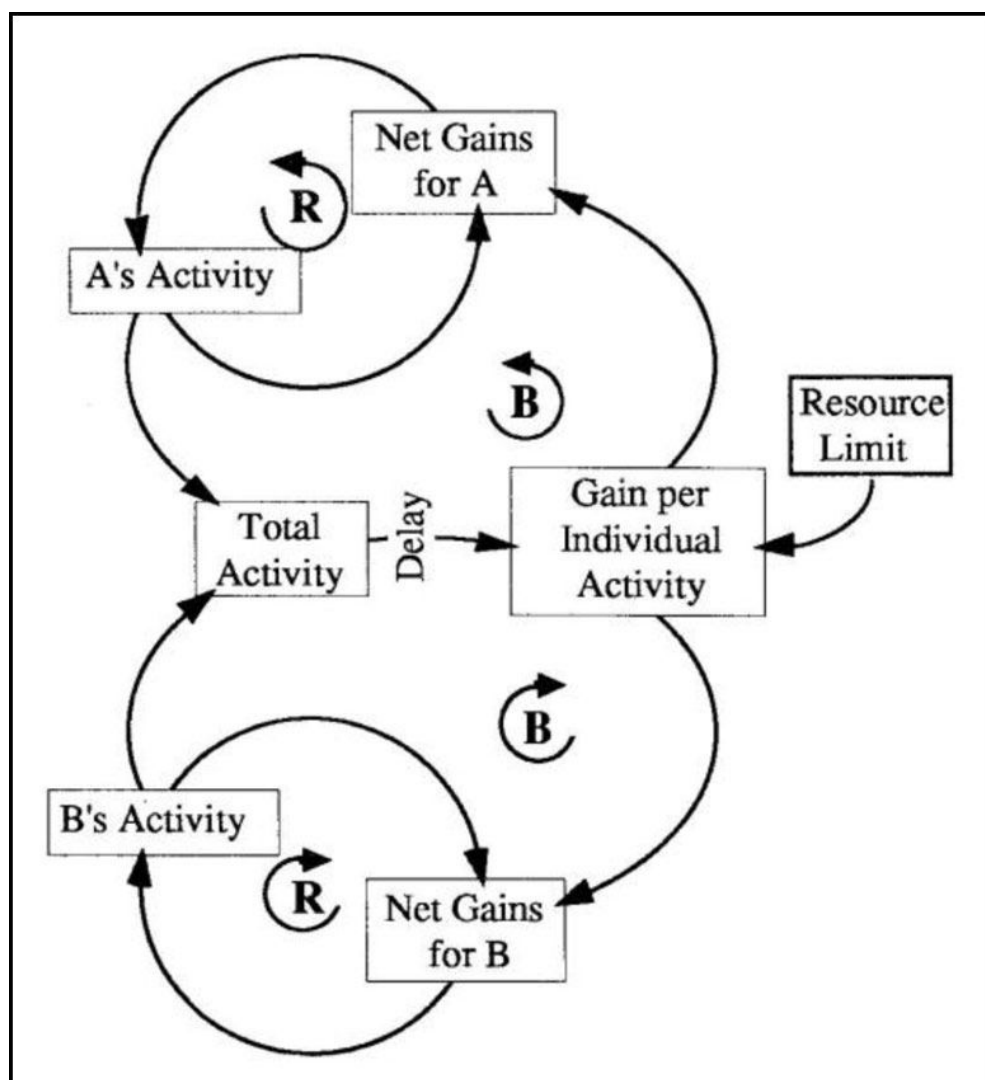 Net Gains
for A
R
A's Activity
B
Resource
Limit
Total
Activity
Delay
Gain per
Individual
Activity
B
B's Activity
R
Net Gains
for B